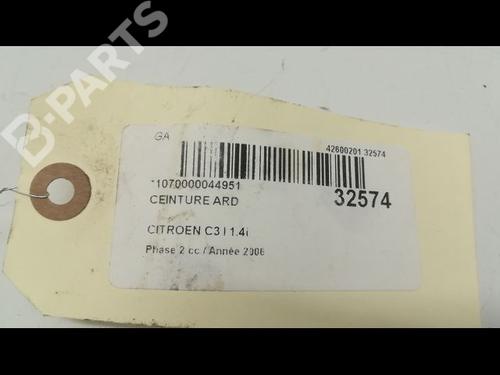 B-PARTS
GA
42600201 32574
*1070000044951
32574
CEINTURE ARD
CITROEN C3 I 1.4i
Phase 2 cc / Année 2006